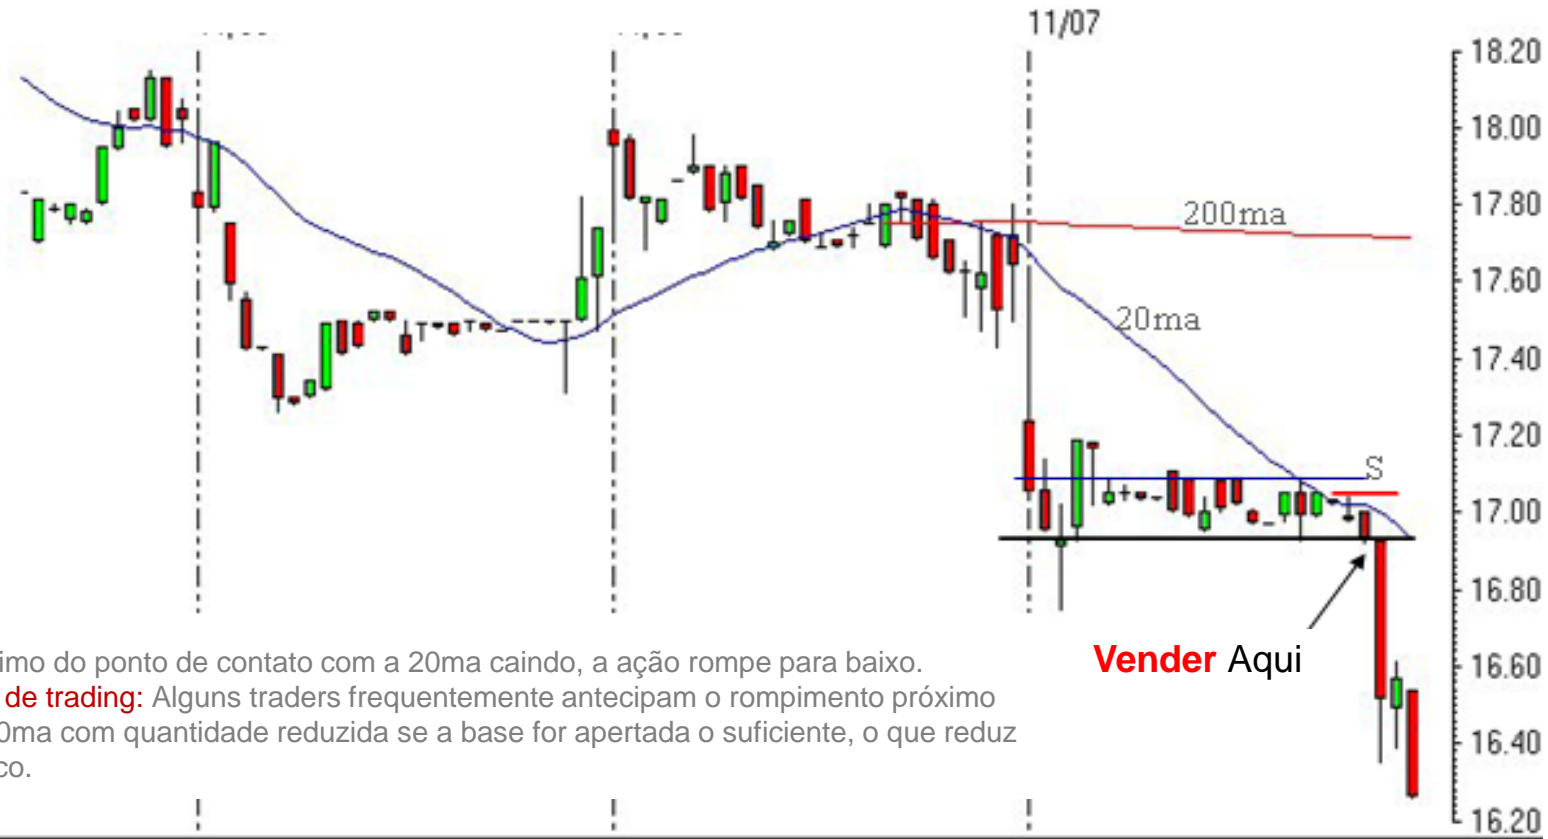 11/07
18.20
18.00
17.80
200ma
17.60
20ma
17.40
17.20
S
17.00
16.80
16.60
16.40
16.20
Vender Aqui
do ponto de contato com a 20ma caindo, a ação rompe para baixo.
de trading: Alguns traders frequentemente antecipam o rompimento próximo
0ma com quantidade reduzida se a base for apertada o suficiente, o que reduz